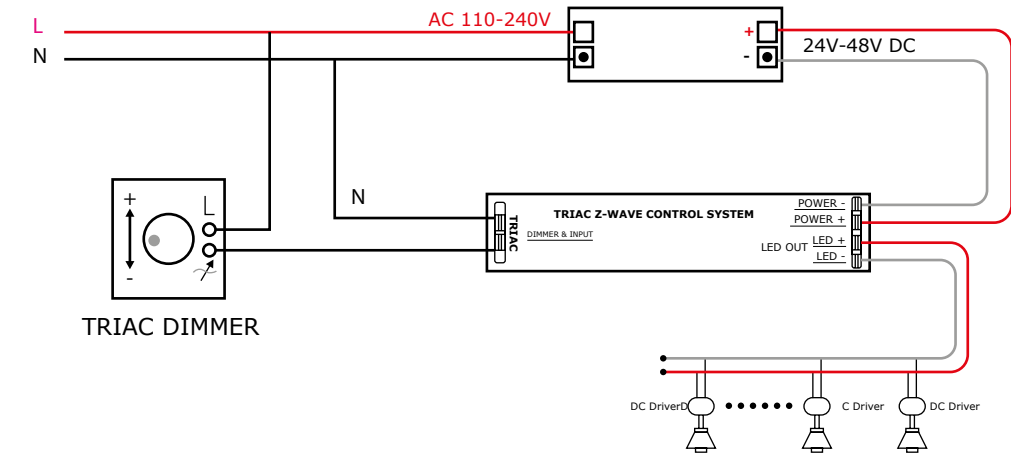 AC 110-240V
L
N
+
-
24V-48V DC
+
-
L
N
TRIAC
DIMMER & INPUT
TRIAC Z-WAVE CONTROL SYSTEM
POWER -
POWER +
LED OUT
LED +
LED -
TRIAC DIMMER
DC DriverD
C Driver
DC Driver